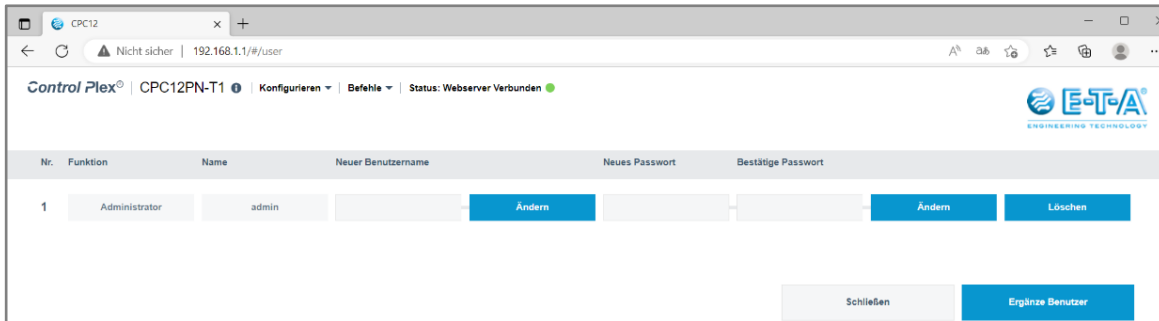 CPC12
Nicht sicher | 192.168.1.1/#/user
Control Plex® | CPC12PN-T1 | Konfigurieren | Befehle | Status: Webserver Verbunden
E-T-A®
ENGINEERING TECHNOLOGY
Nr. Funktion Name Neuer Benutzername Neues Passwort Bestätige Passwort
1 Administrator admin Ändern Ändern Löschen
Schließen Ergänze Benutzer